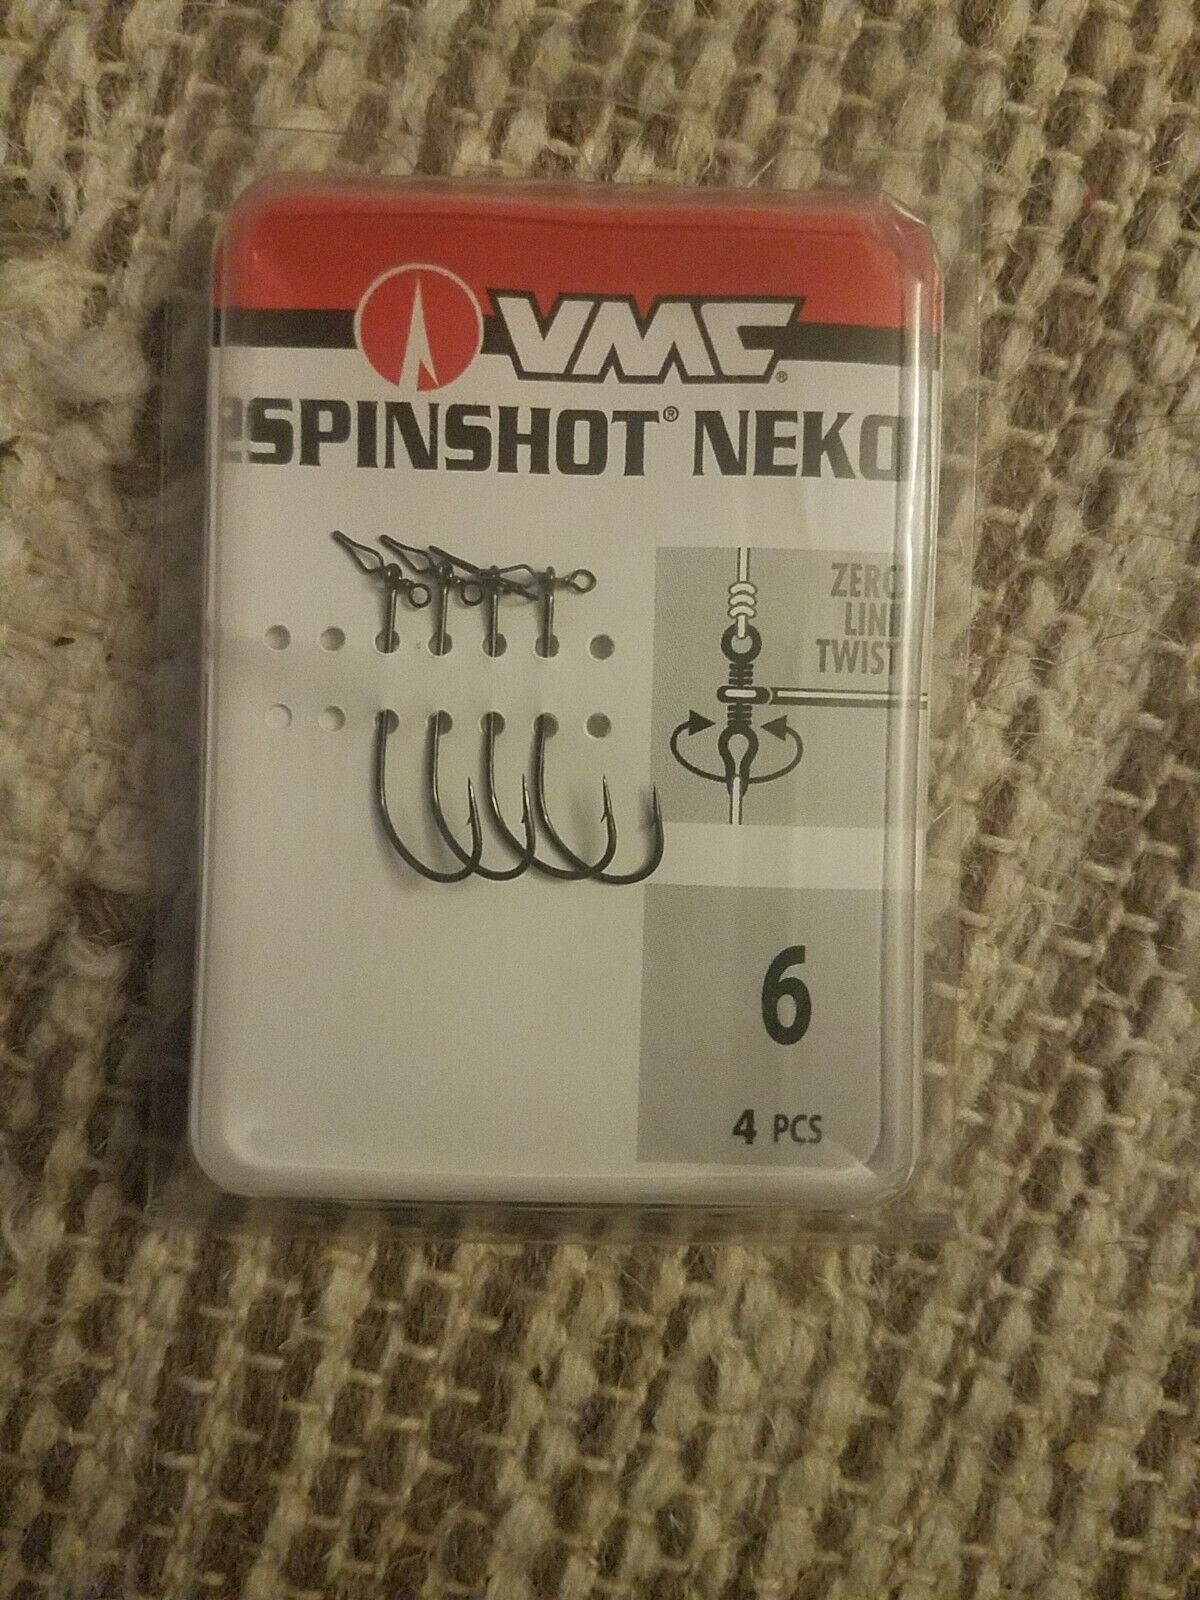 VMC®
SPINSHOT® NEKO
ZERO
LINE
TWIST
6
4 PCS